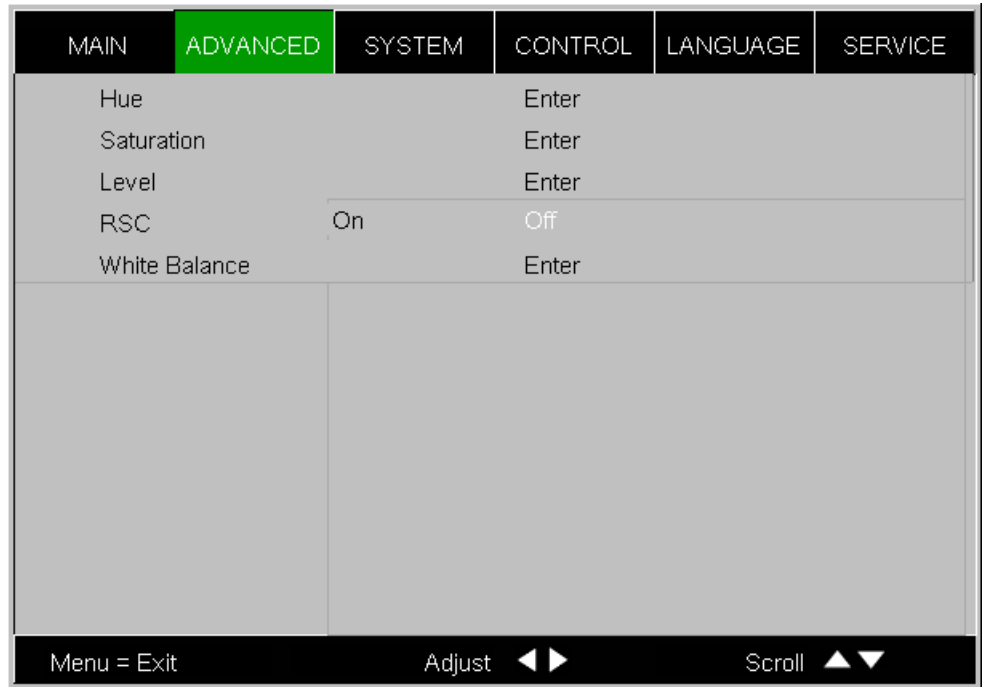 MAIN ADVANCED SYSTEM CONTROL LANGUAGE SERVICE
Hue Enter
Saturation Enter
Level Enter
RSC On Off
White Balance Enter
Menu = Exit Adjust ◀▶ Scroll ▲▼